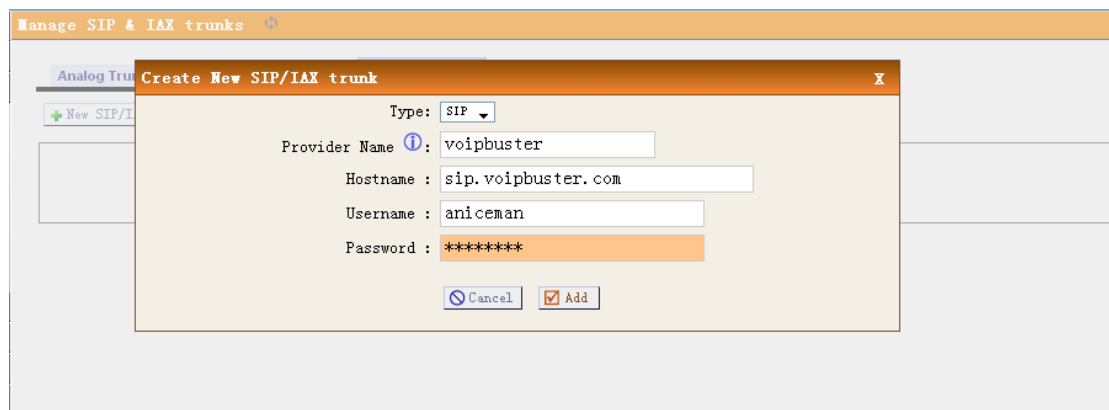 Manage SIP & IAX trunks
Analog Tru
Create New SIP/IAX trunk X
New SIP/I
Type: SIP
Provider Name i: voipbuster
Hostname : sip.voipbuster.com
Username : aniceman
Password : ********
Cancel Add